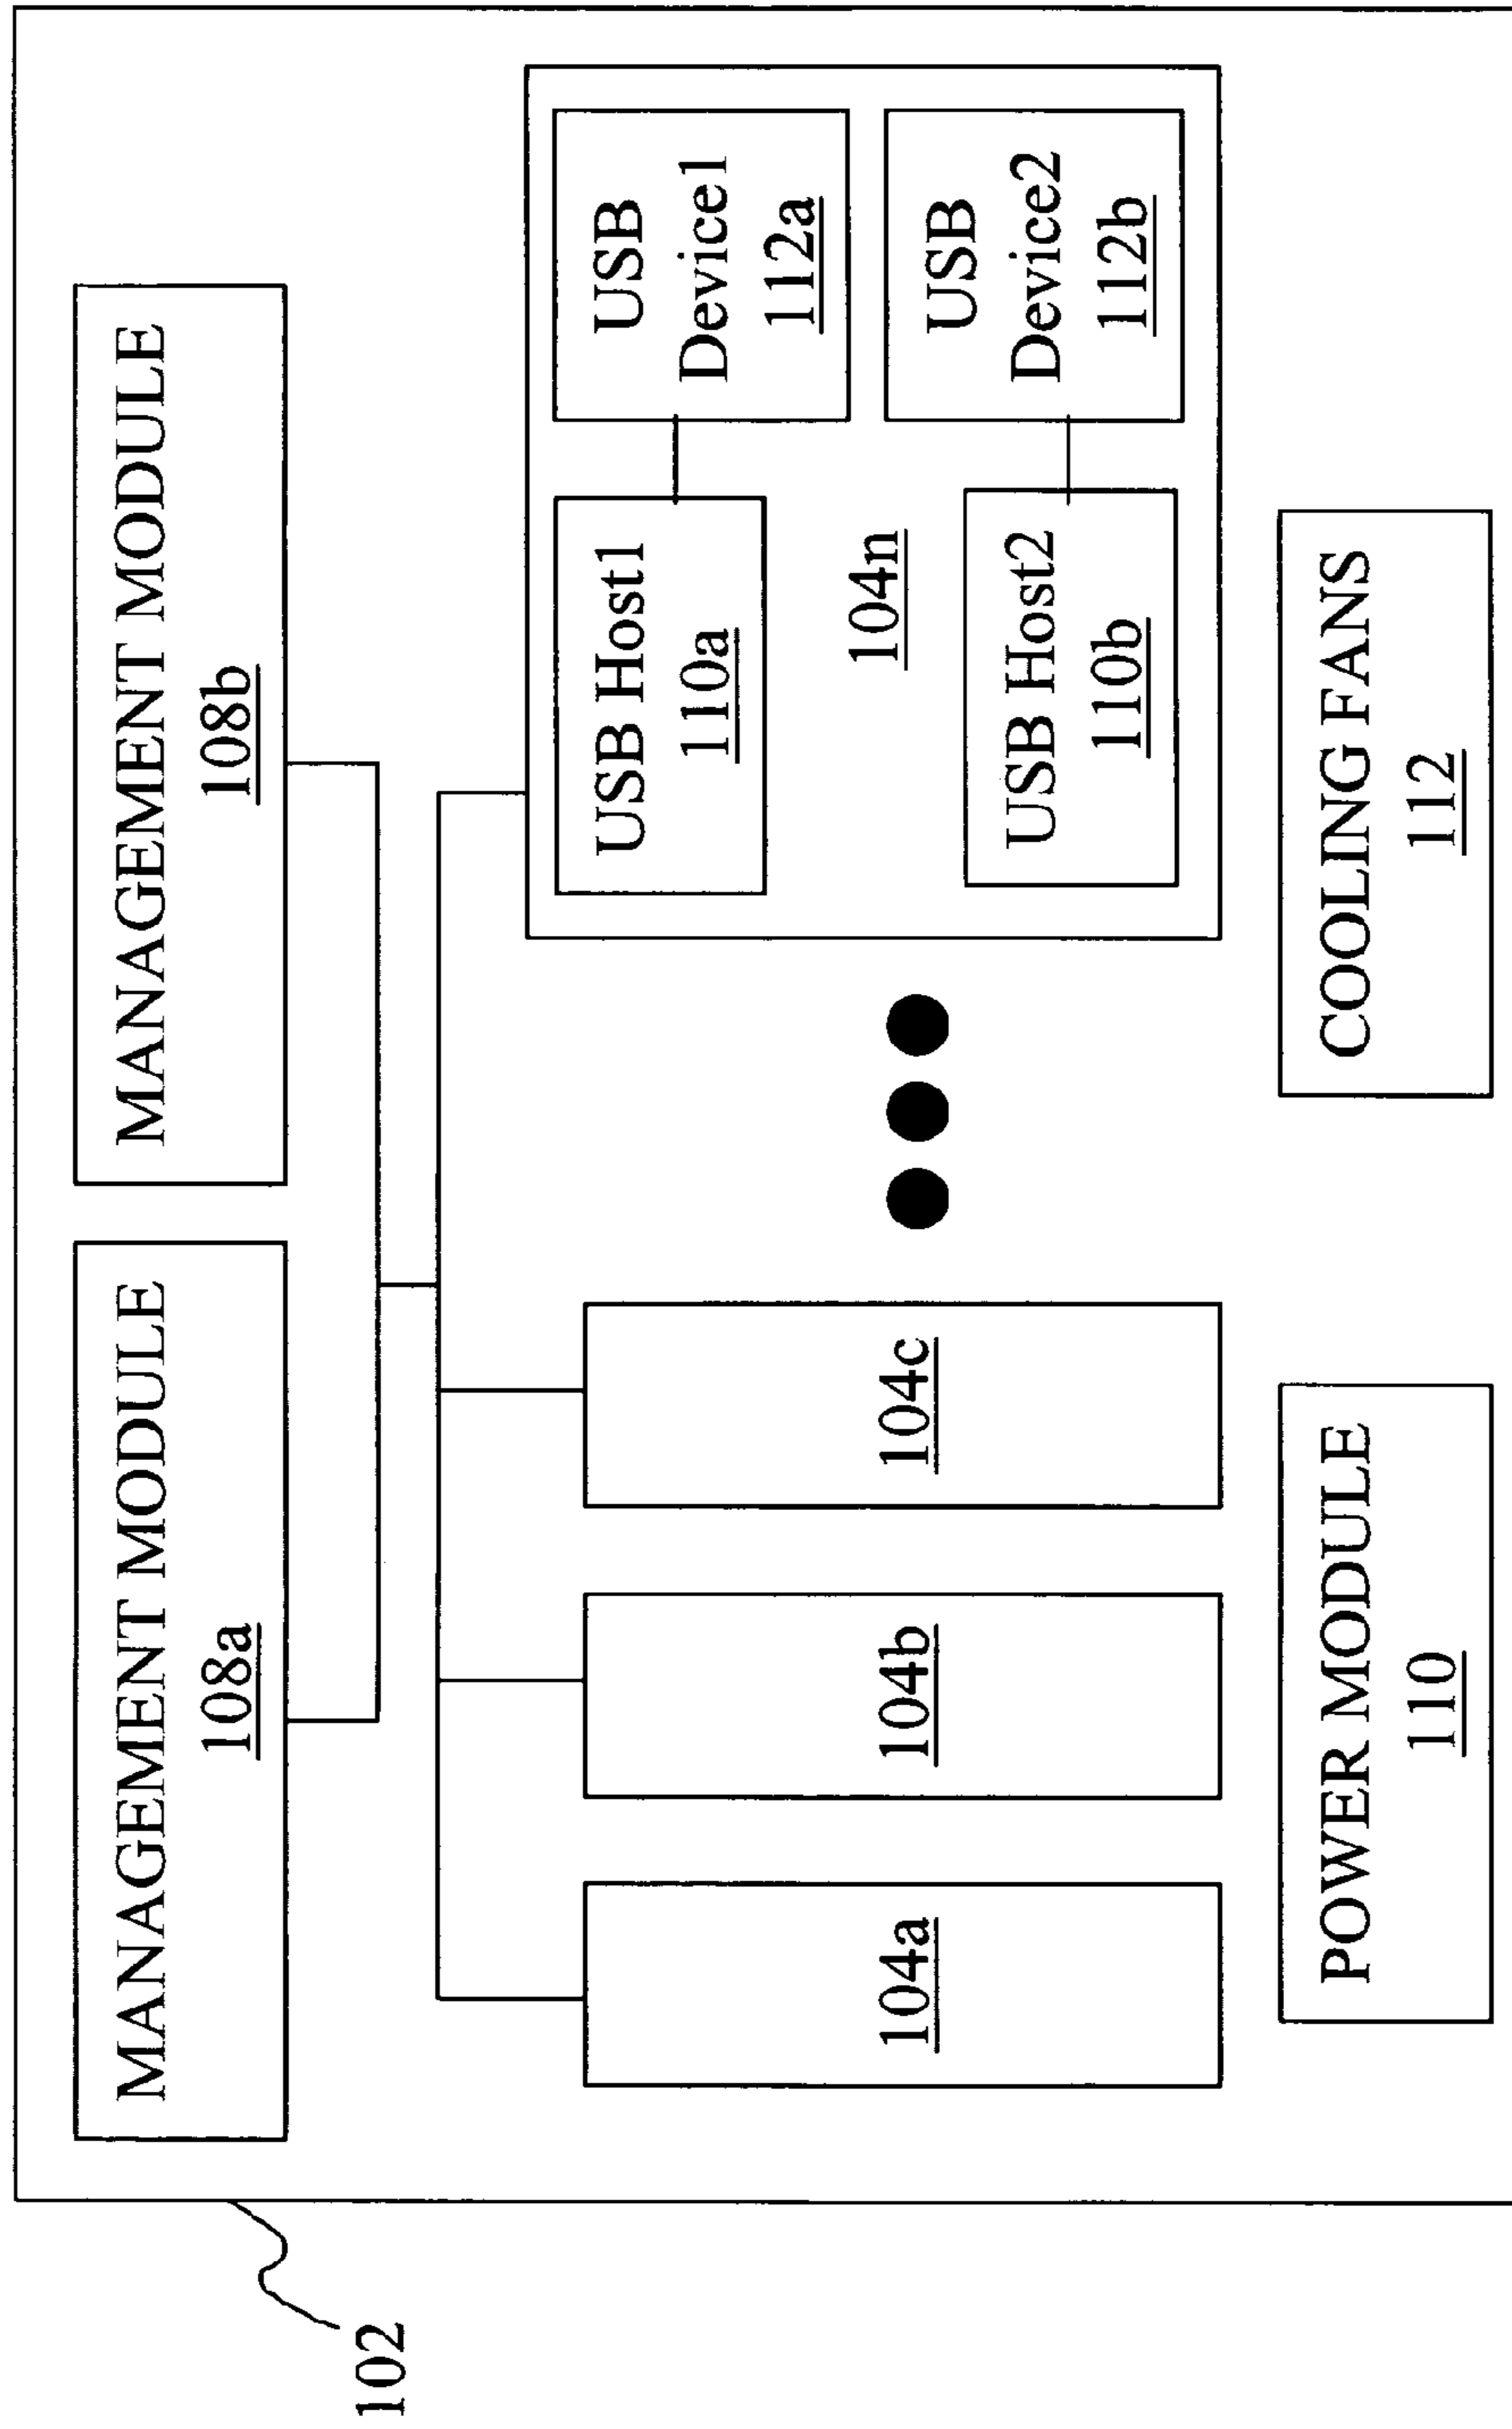 102
MANAGEMENT MODULE
108a
MANAGEMENT MODULE
108b
104a
104b
104c
104n
USB Host1
110a
USB
Device1
112a
USB Host2
110b
USB
Device2
112b
POWER MODULE
110
COOLING FANS
112